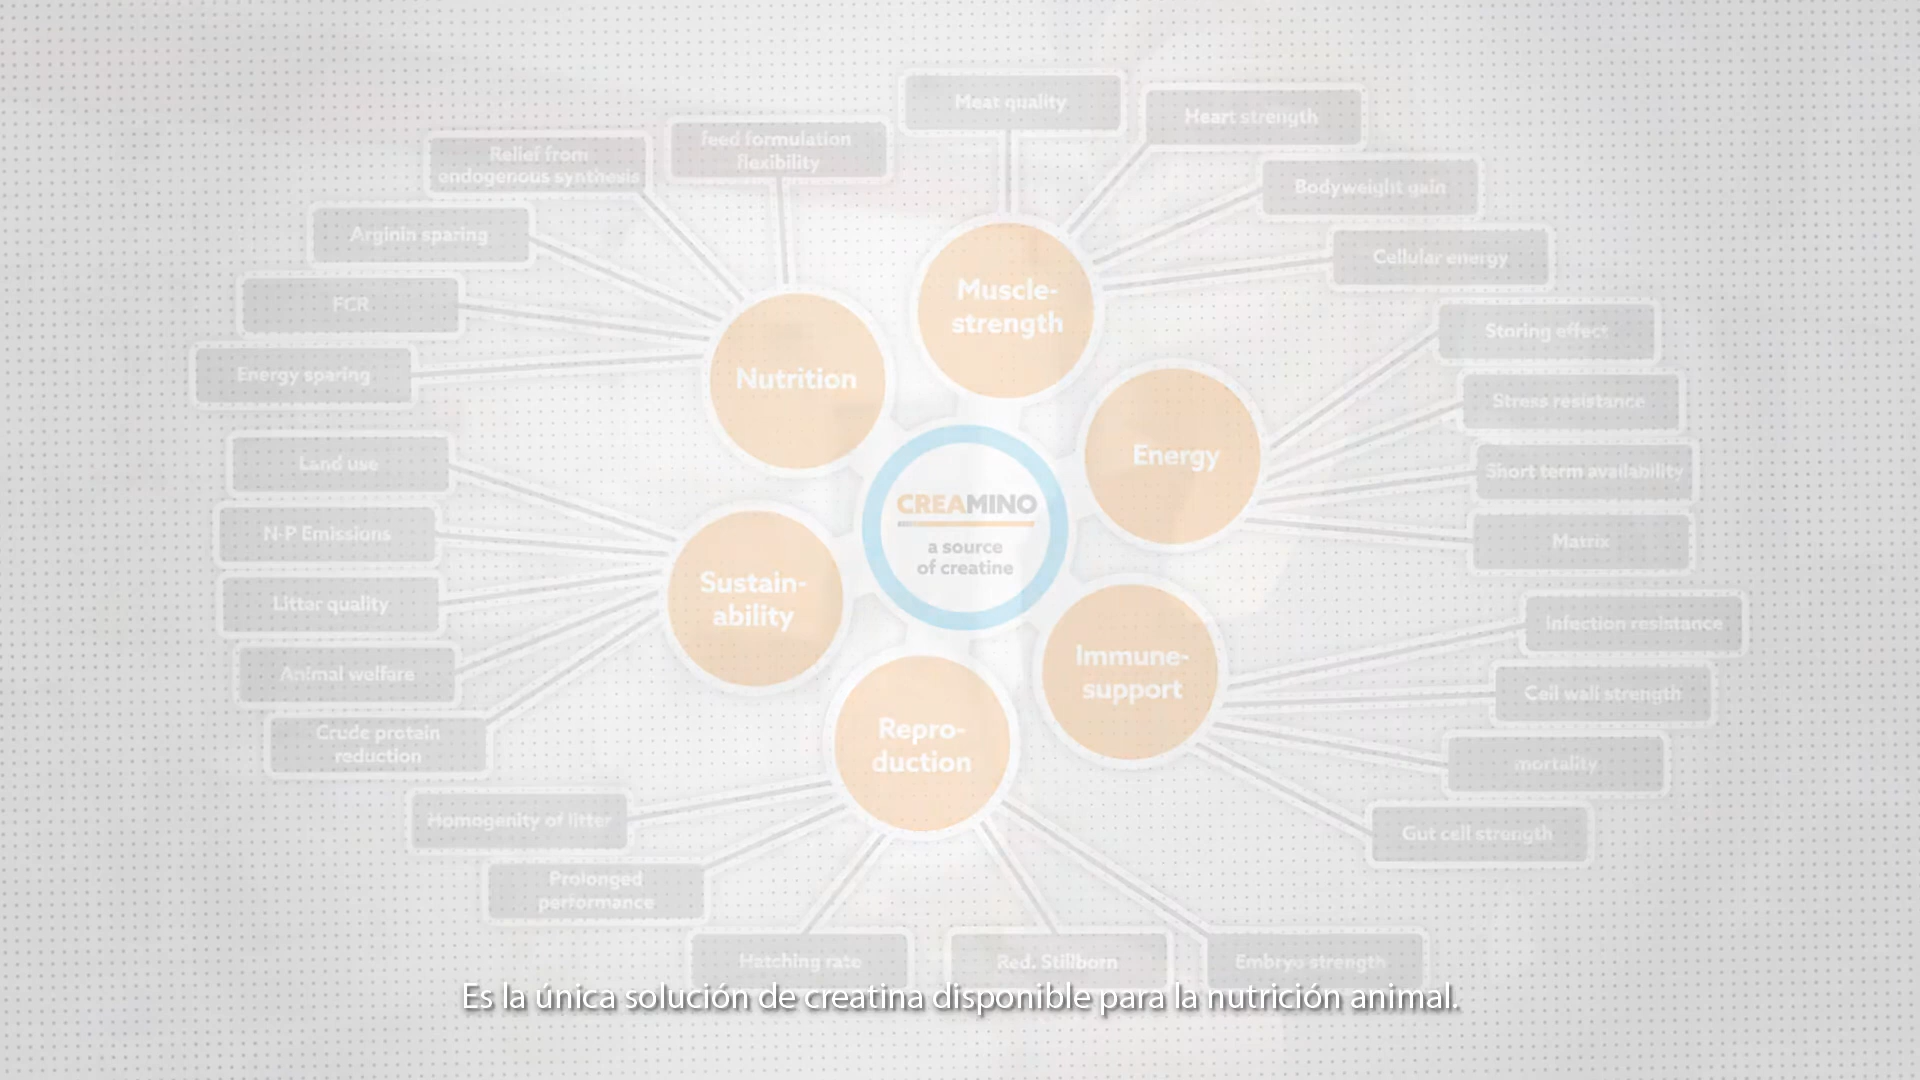 Meat quality
Heart strength
feed formulation
flexibility
Relief from
endogenous synthesis
Bodyweight gain
Arginin sparing
Cellular energy
FCR
Muscle-
strength
Storing effect
Energy sparing
Nutrition
Stress resistance
Energy
Land use
Short term availability
CREAMINO
a source
of creatine
N-P Emissions
Matrix
Sustain-
ability
Litter quality
Infection resistance
Immune-
support
Animal welfare
Cell wall strength
Crude protein
reduction
Repro-
duction
mortality
Homogenity of litter
Gut cell strength
Prolonged
performance
Hatching rate
Red. Stillborn
Embryo strength
Es la única solución de creatina disponible para la nutrición animal.